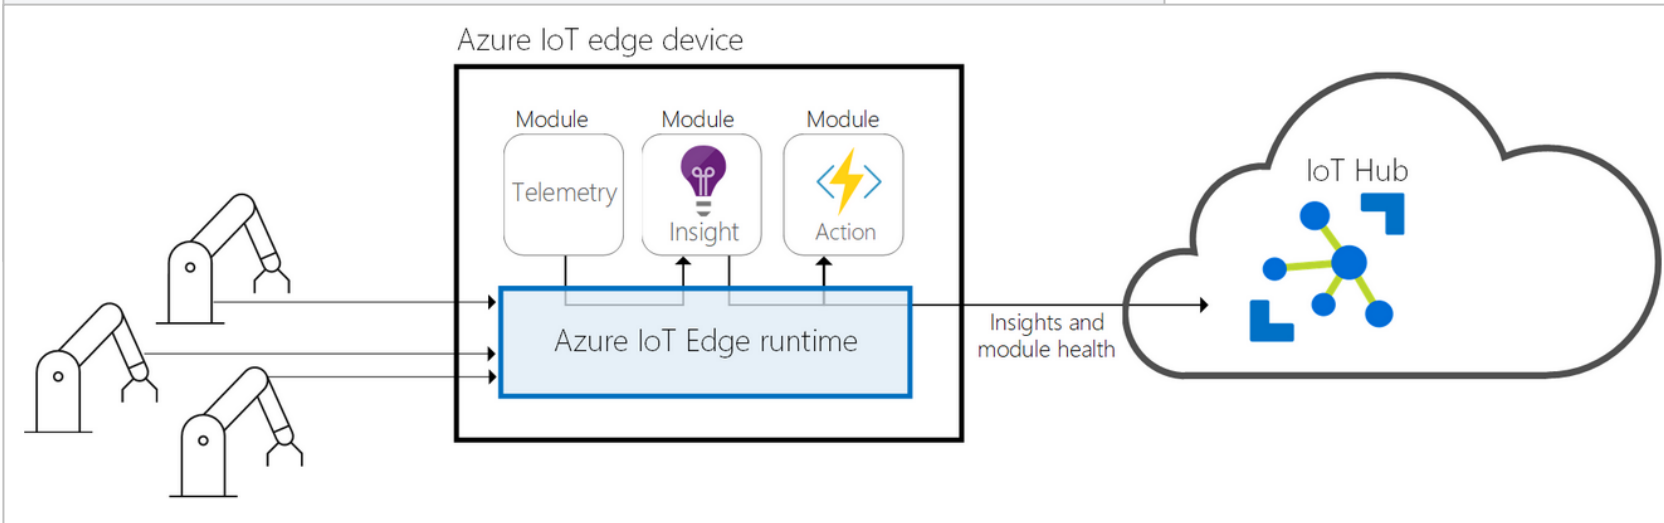 Azure IoT edge device
Module
Module
Module
Telemetry
Insight
Action
IoT Hub
Azure IoT Edge runtime
Insights and
module health